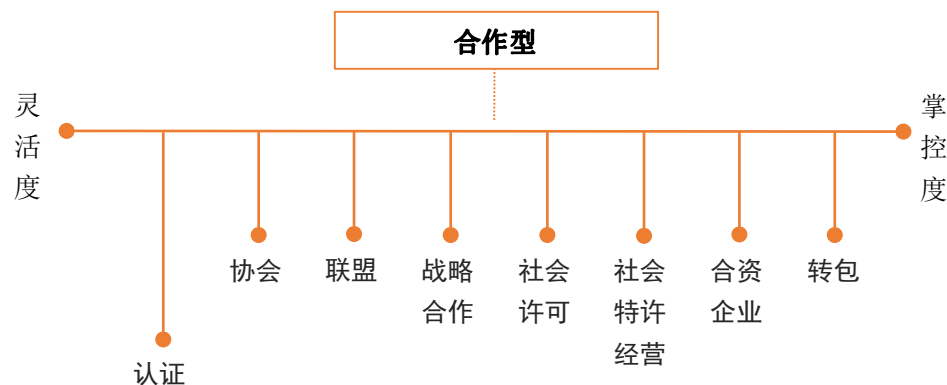 合作型
灵活度
掌控度
协会
联盟
战略
合作
社会
许可
社会
特许
经营
合资
企业
转包
认证